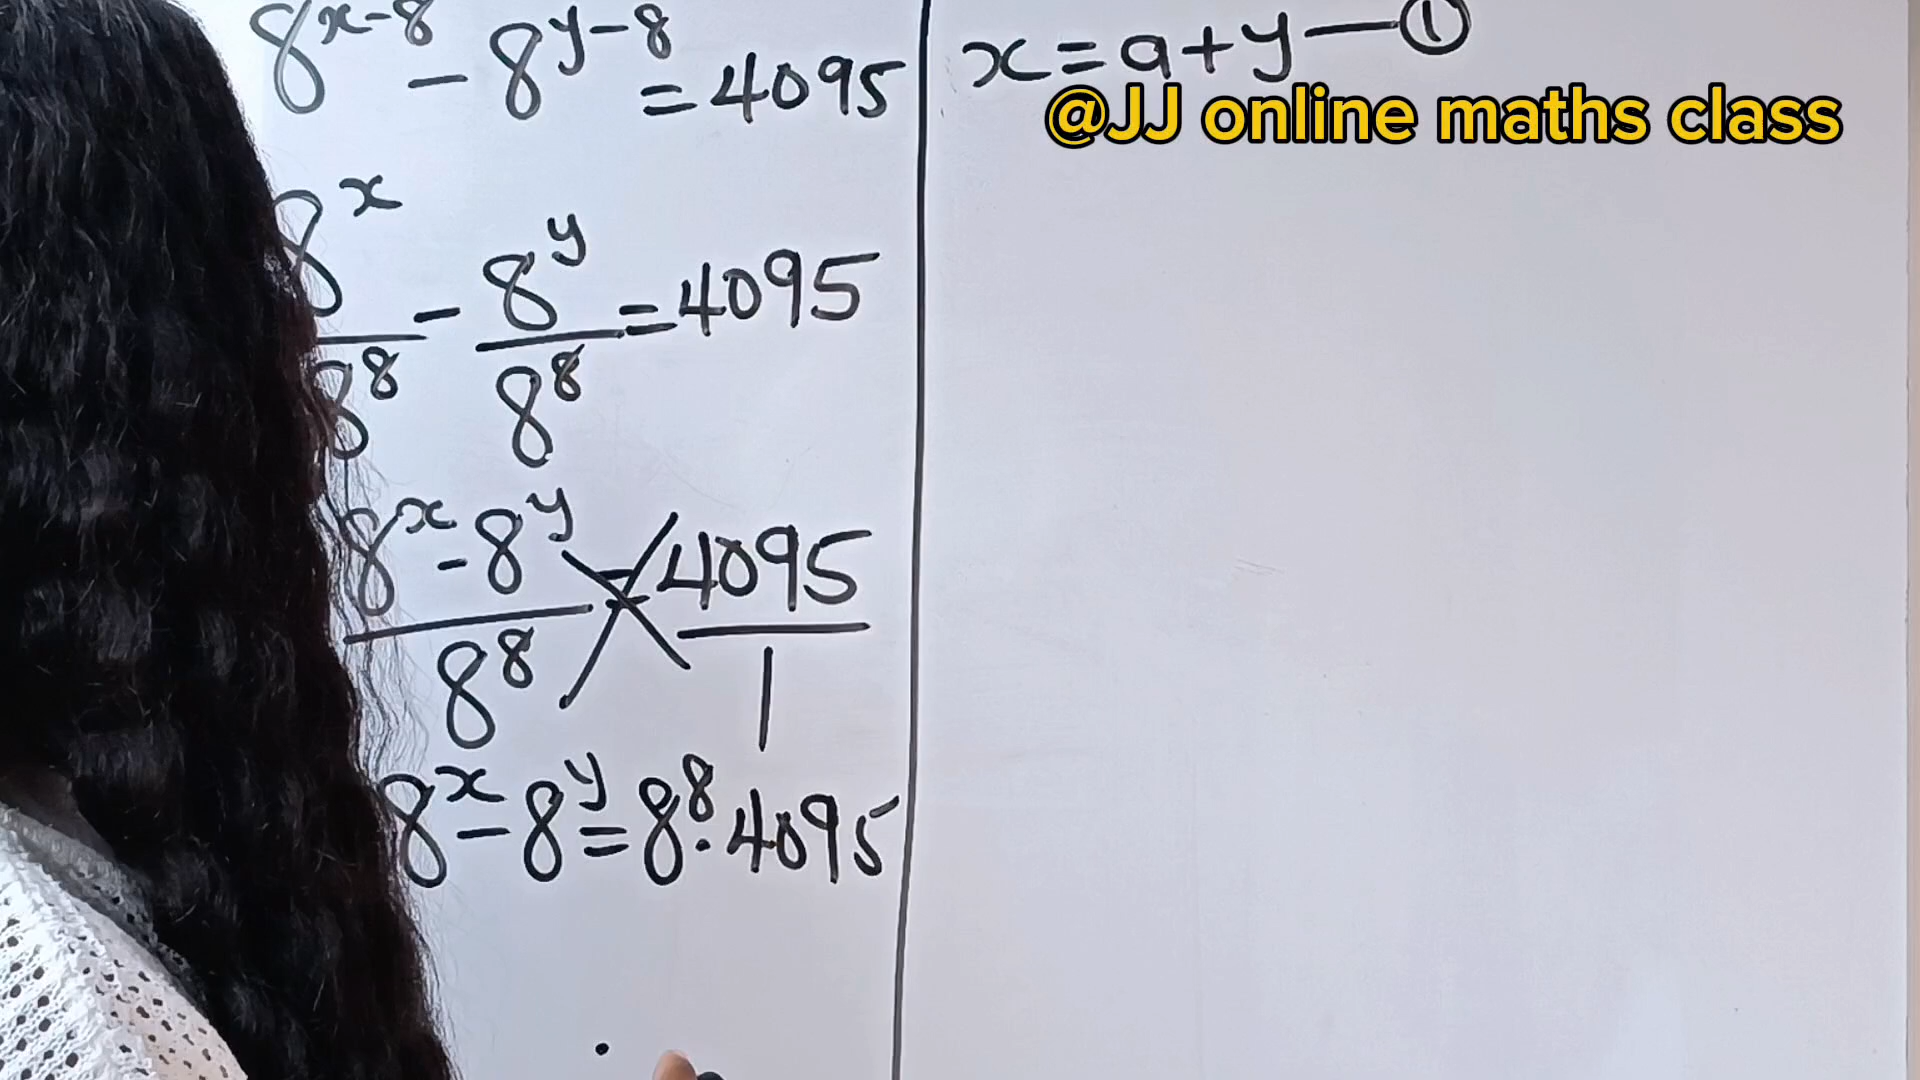 8^{x-8} - 8^{y-8} = 4095
8^x/8^8 - 8^y/8^8 = 4095
(8^x - 8^y)/8^8 = 4095/1
8^x - 8^y = 8^8 · 4095
x = a + y — ①
@JJ online maths class